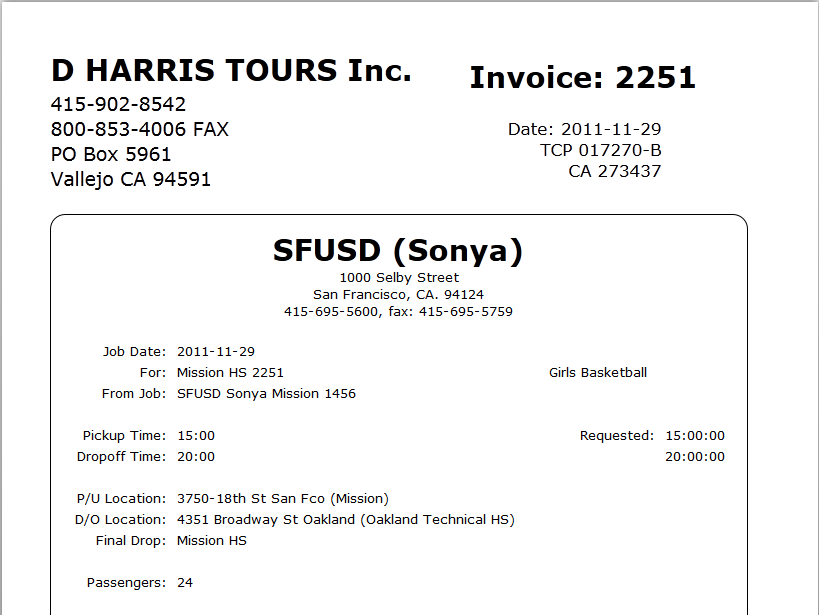 D HARRIS TOURS Inc.
415-902-8542
800-853-4006 FAX
PO Box 5961
Vallejo CA 94591
Invoice: 2251
Date: 2011-11-29
TCP 017270-B
CA 273437
SFUSD (Sonya)
1000 Selby Street
San Francisco, CA. 94124
415-695-5600, fax: 415-695-5759
Job Date: 2011-11-29
For: Mission HS 2251 Girls Basketball
From Job: SFUSD Sonya Mission 1456
Pickup Time: 15:00 Requested: 15:00:00
Dropoff Time: 20:00 20:00:00
P/U Location: 3750-18th St San Fco (Mission)
D/O Location: 4351 Broadway St Oakland (Oakland Technical HS)
Final Drop: Mission HS
Passengers: 24